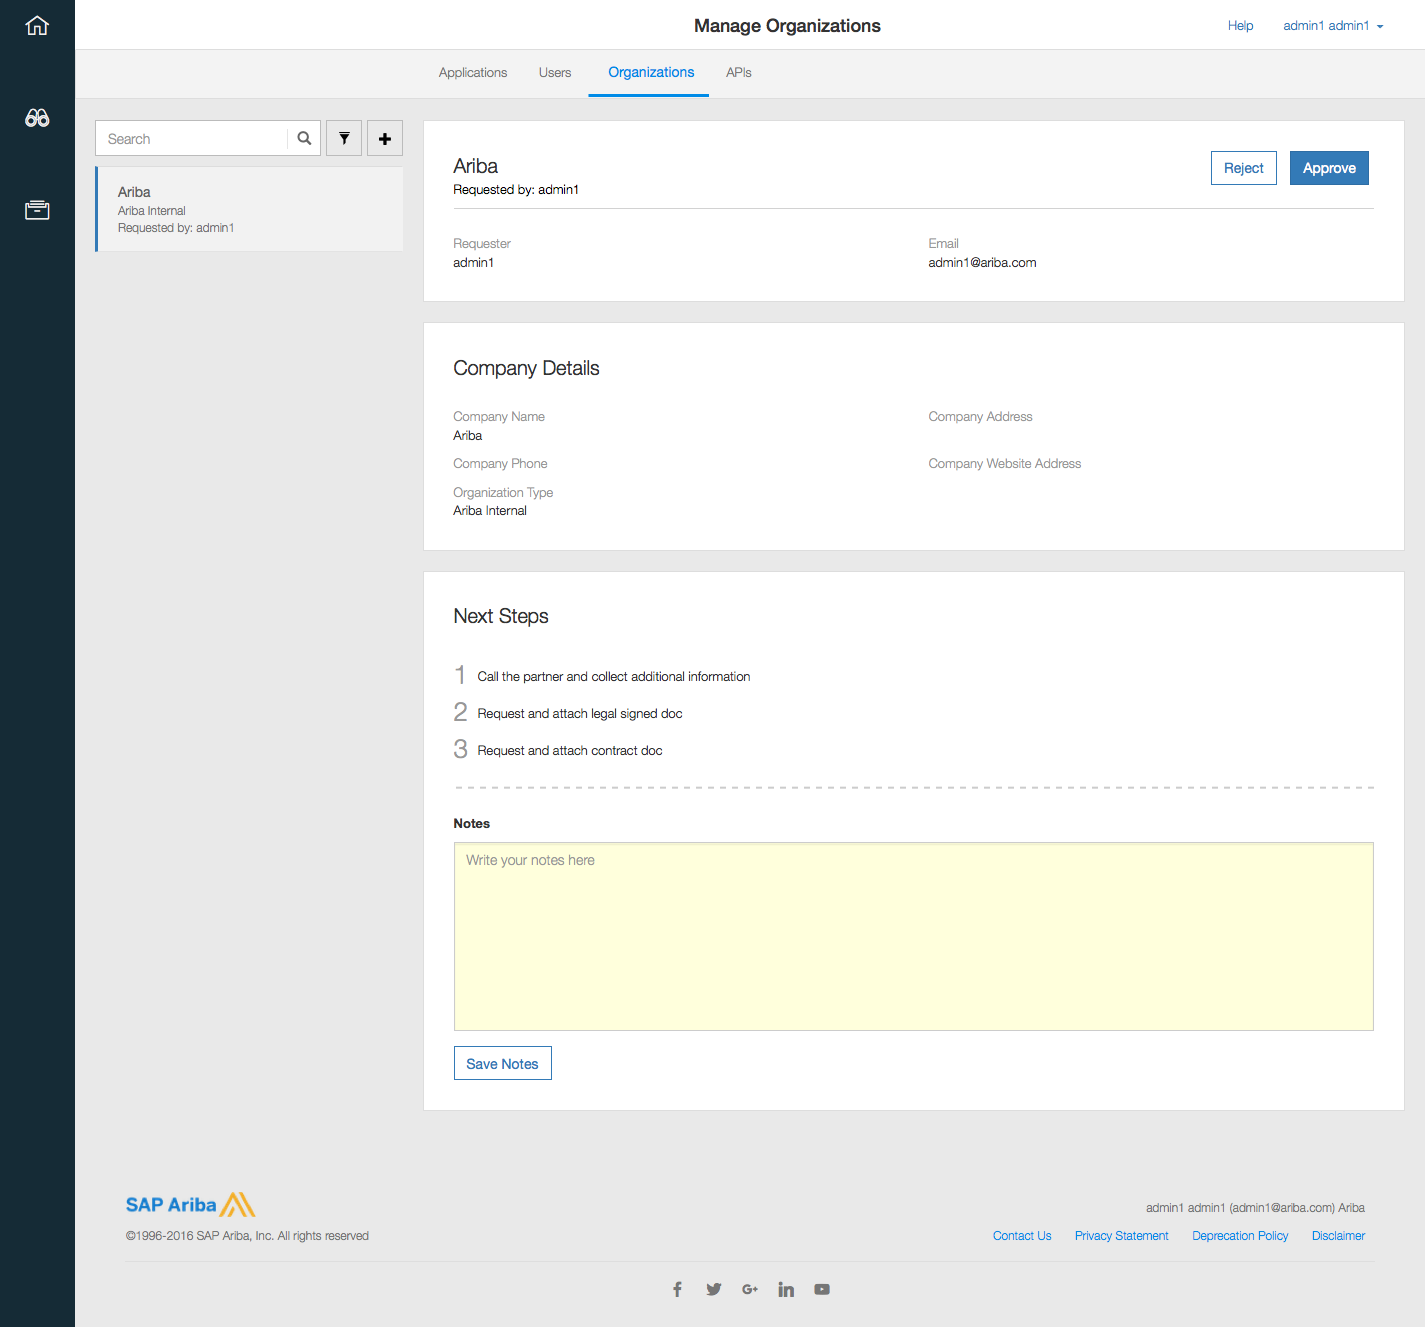 Manage Organizations
Help
admin1 admin1
Applications
Users
Organizations
APIs
Search
Ariba
Ariba Internal
Requested by: admin1
Ariba
Requested by: admin1
Reject
Approve
Requester
admin1
Email
admin1@ariba.com
Company Details
Company Name
Ariba
Company Address
Company Phone
Company Website Address
Organization Type
Ariba Internal
Next Steps
1 Call the partner and collect additional information
2 Request and attach legal signed doc
3 Request and attach contract doc
Notes
Write your notes here
Save Notes
SAP Ariba
admin1 admin1 (admin1@ariba.com) Ariba
©1996-2016 SAP Ariba, Inc. All rights reserved
Contact Us
Privacy Statement
Deprecation Policy
Disclaimer